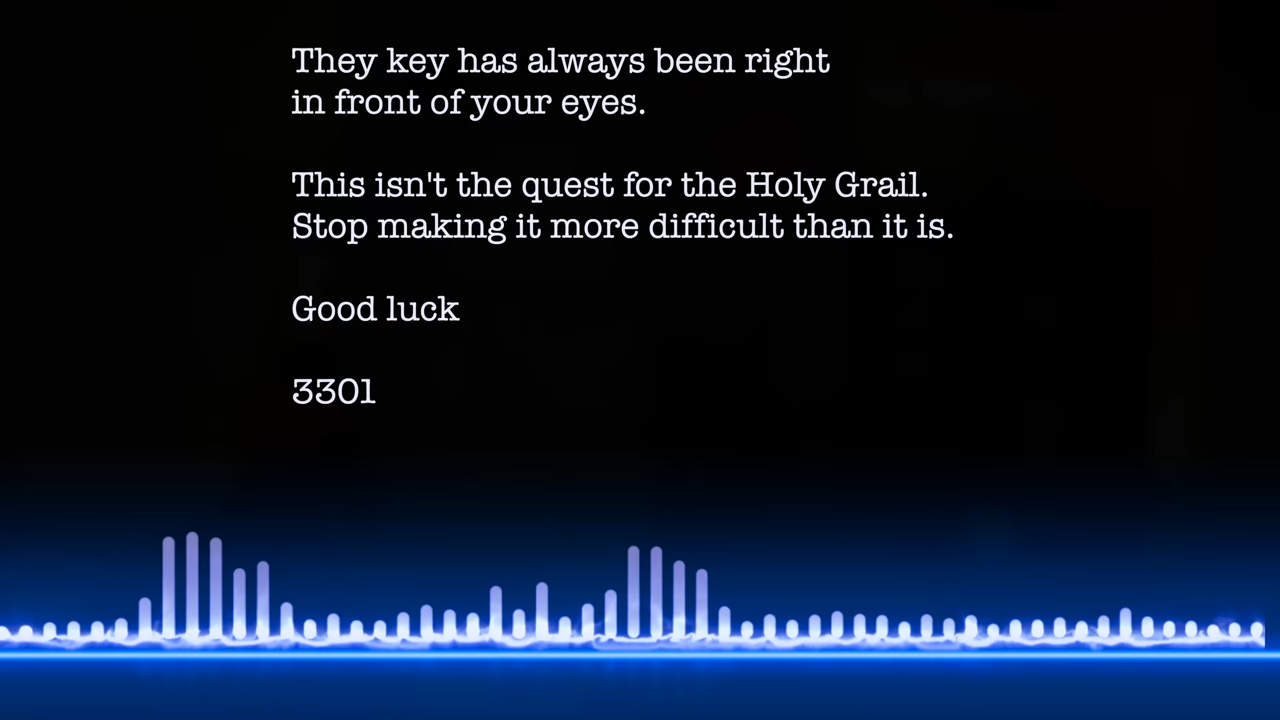 They key has always been right
in front of your eyes.
This isn't the quest for the Holy Grail.
Stop making it more difficult than it is.
Good luck
3301